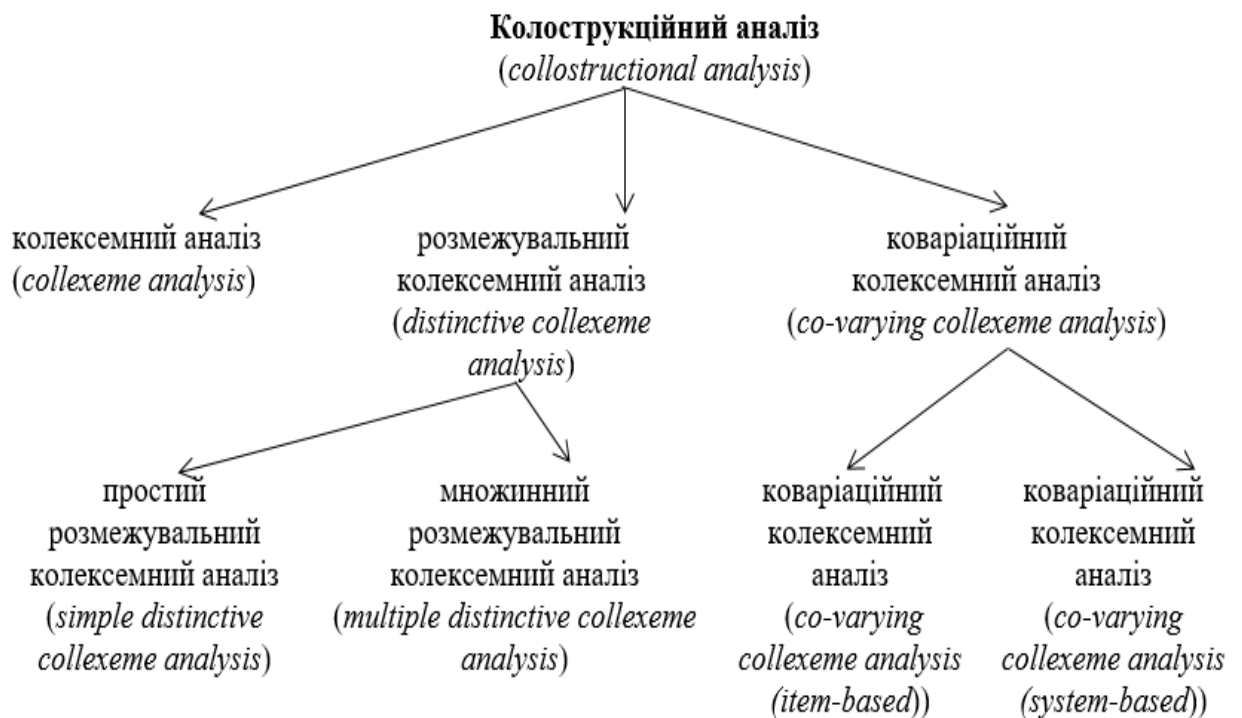 Колострукційний аналіз
(collostructional analysis)
колексемний аналіз
(collexeme analysis)
розмежувальний
колексемний аналіз
(distinctive collexeme
analysis)
коваріаційний
колексемний аналіз
(co-varying collexeme analysis)
простий
розмежувальний
колексемний аналіз
(simple distinctive
collexeme analysis)
множинний
розмежувальний
колексемний аналіз
(multiple distinctive collexeme
analysis)
коваріаційний
колексемний
аналіз
(co-varying
collexeme analysis
(item-based))
коваріаційний
колексемний
аналіз
(co-varying
collexeme analysis
(system-based))